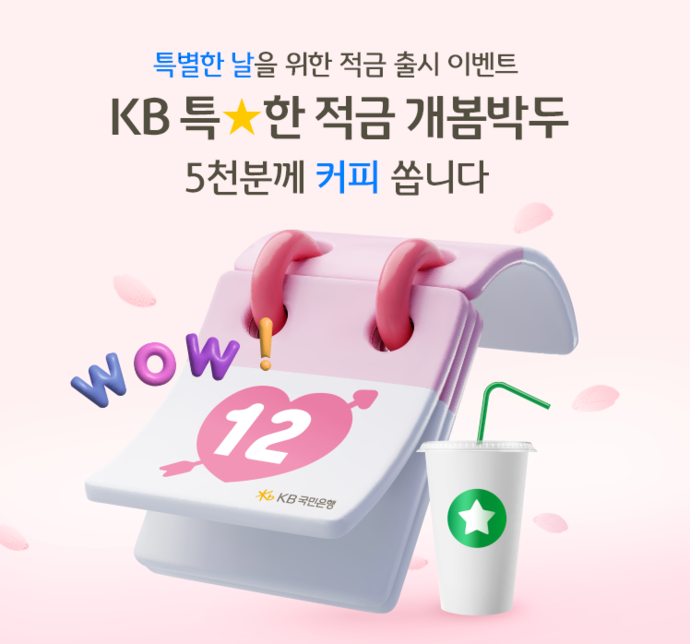 특별한 날을 위한 적금 출시 이벤트
KB 특★한 적금 개봄박두
5천분께 커피 쏩니다
WOW!
12
KB 국민은행